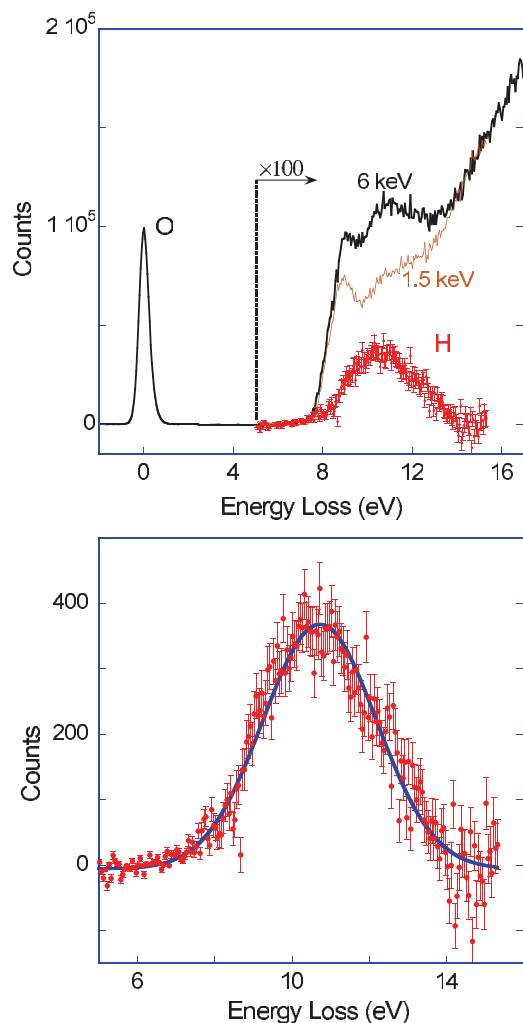 2 10⁵
×100
O
6 keV
1 10⁵
1.5 keV
H
0
Counts
0 4 8 12 16
Energy Loss (eV)
400
200
0
Counts
6 10 14
Energy Loss (eV)